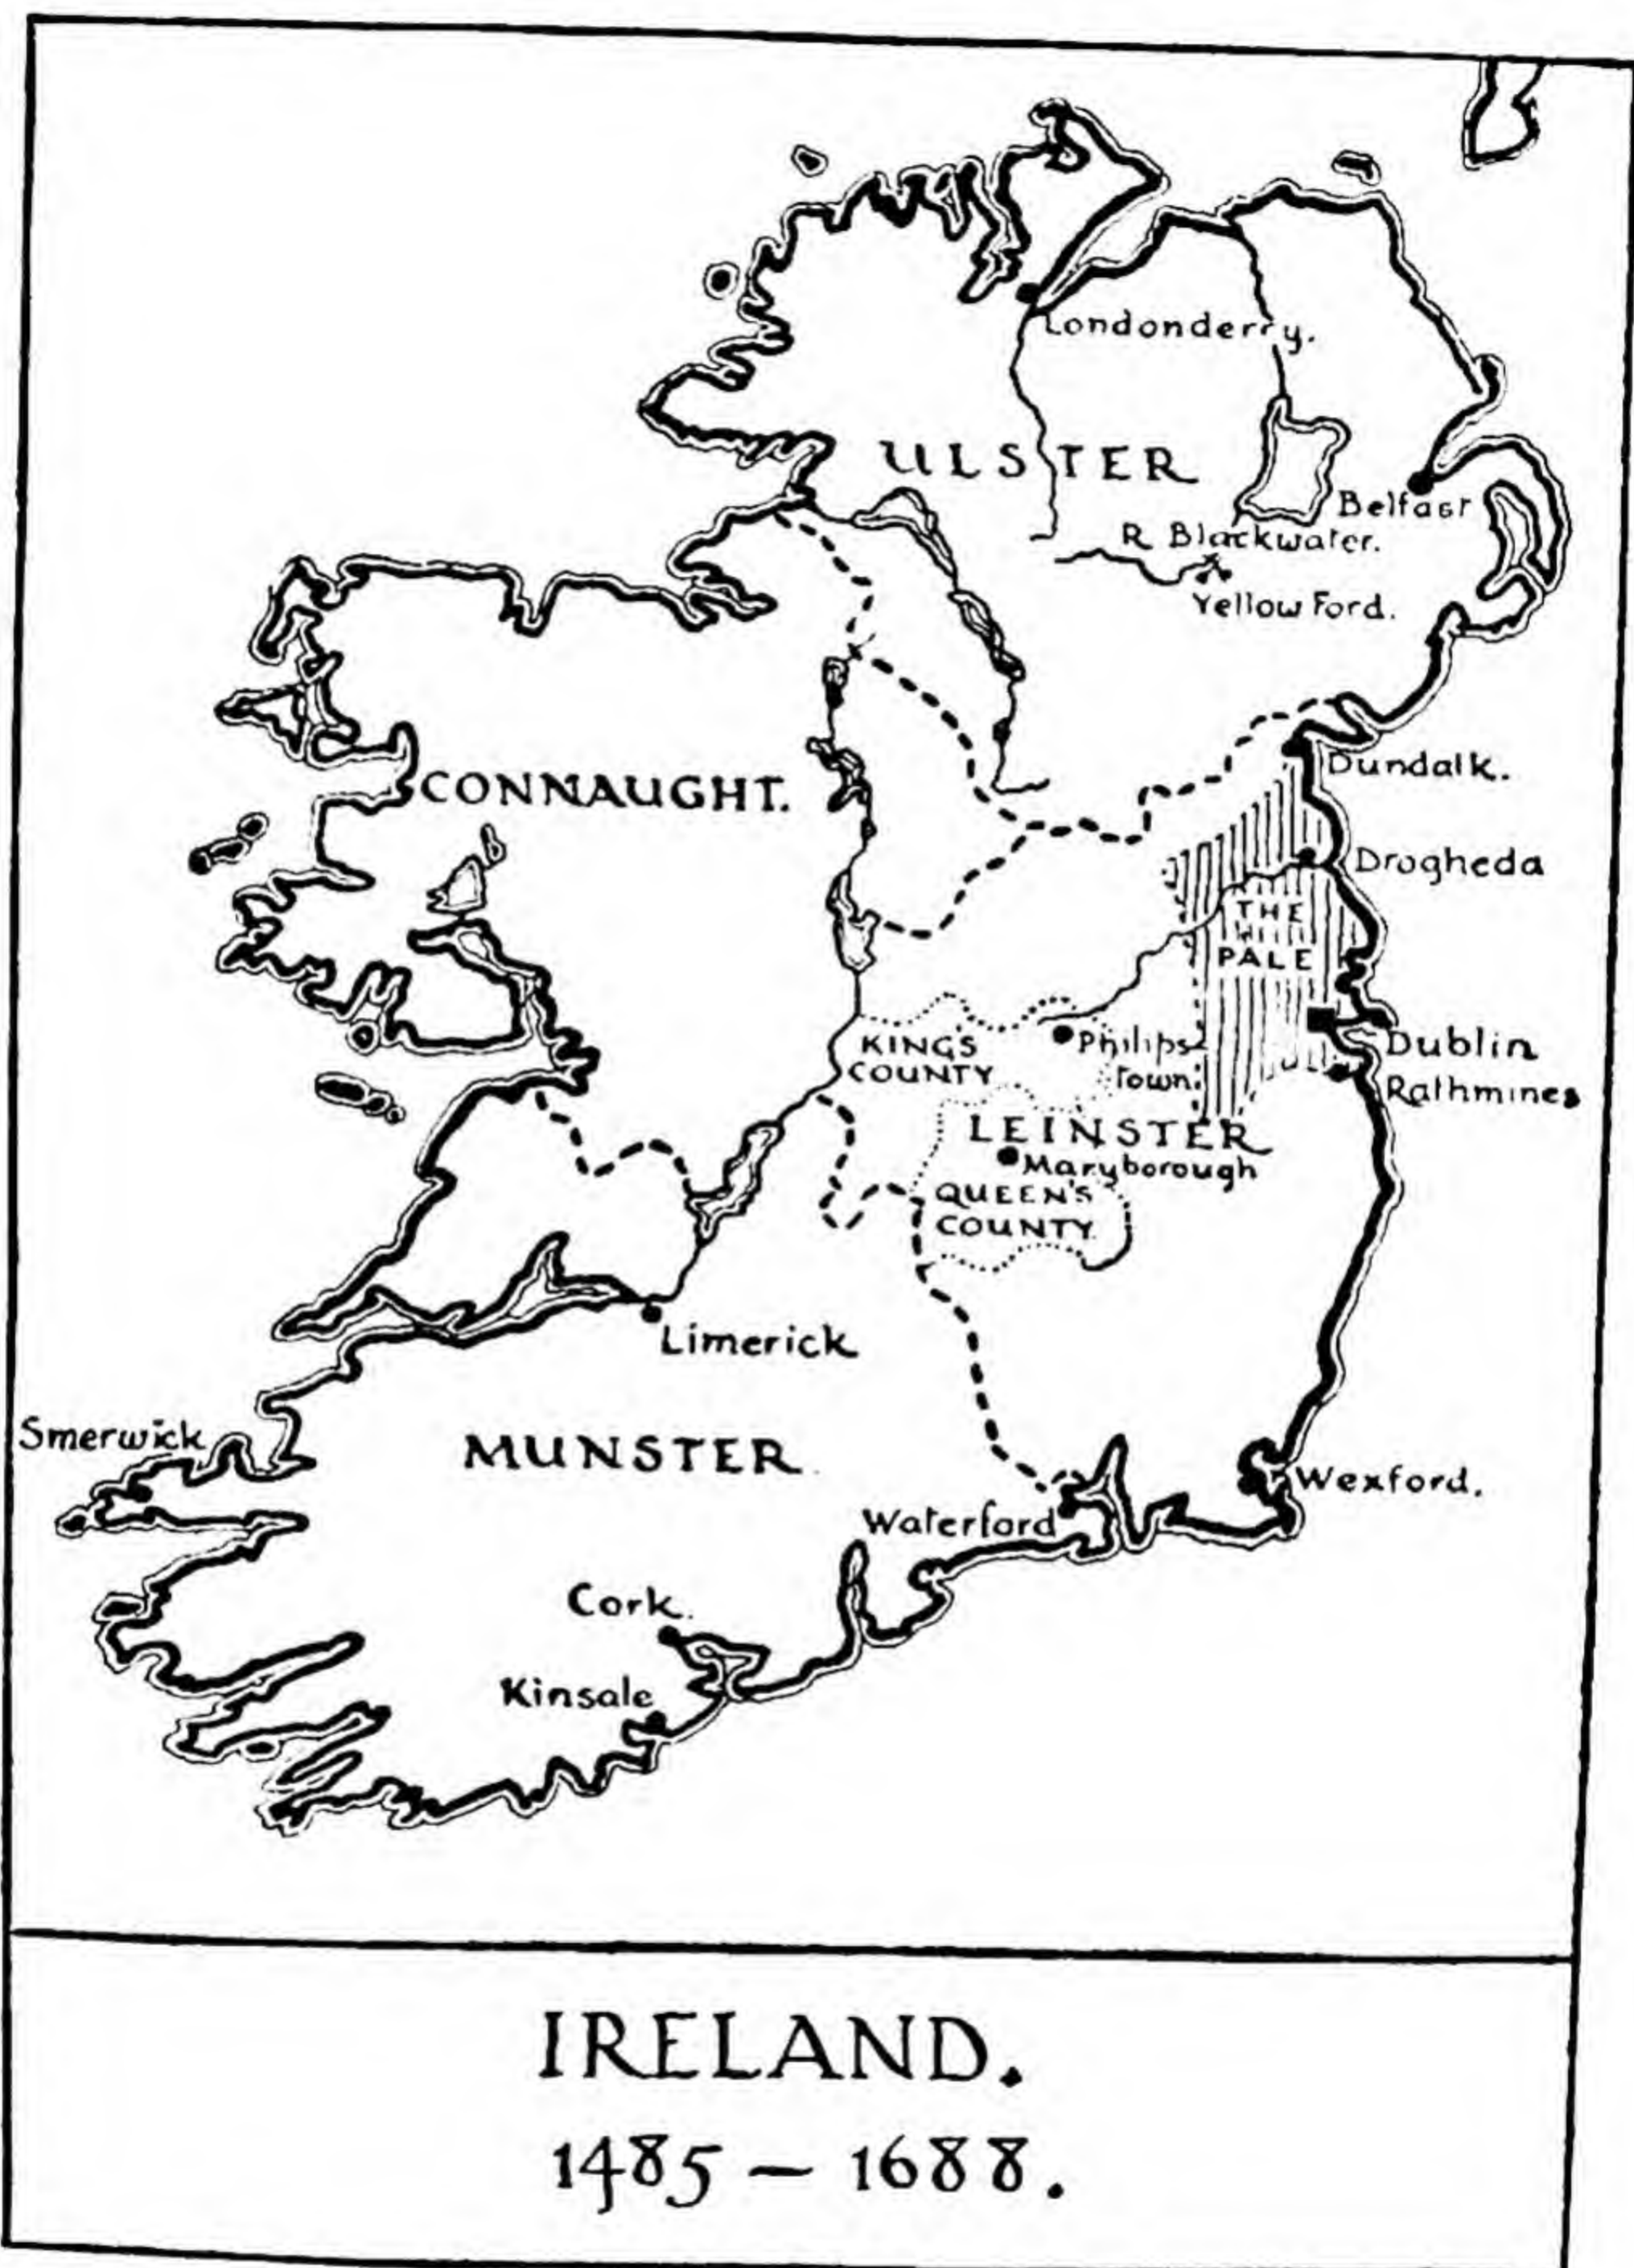 Londonderry.
ULSTER
Belfast
R Blackwater.
Yellow Ford.
CONNAUGHT.
Dundalk.
Drogheda
THE
PALE
KINGS
COUNTY
Philips
Town
Dublin
Rathmines
LEINSTER
Maryborough
QUEEN'S
COUNTY
Limerick
Smerwick
MUNSTER
Wexford.
Waterford
Cork.
Kinsale
IRELAND.
1485 – 1688.